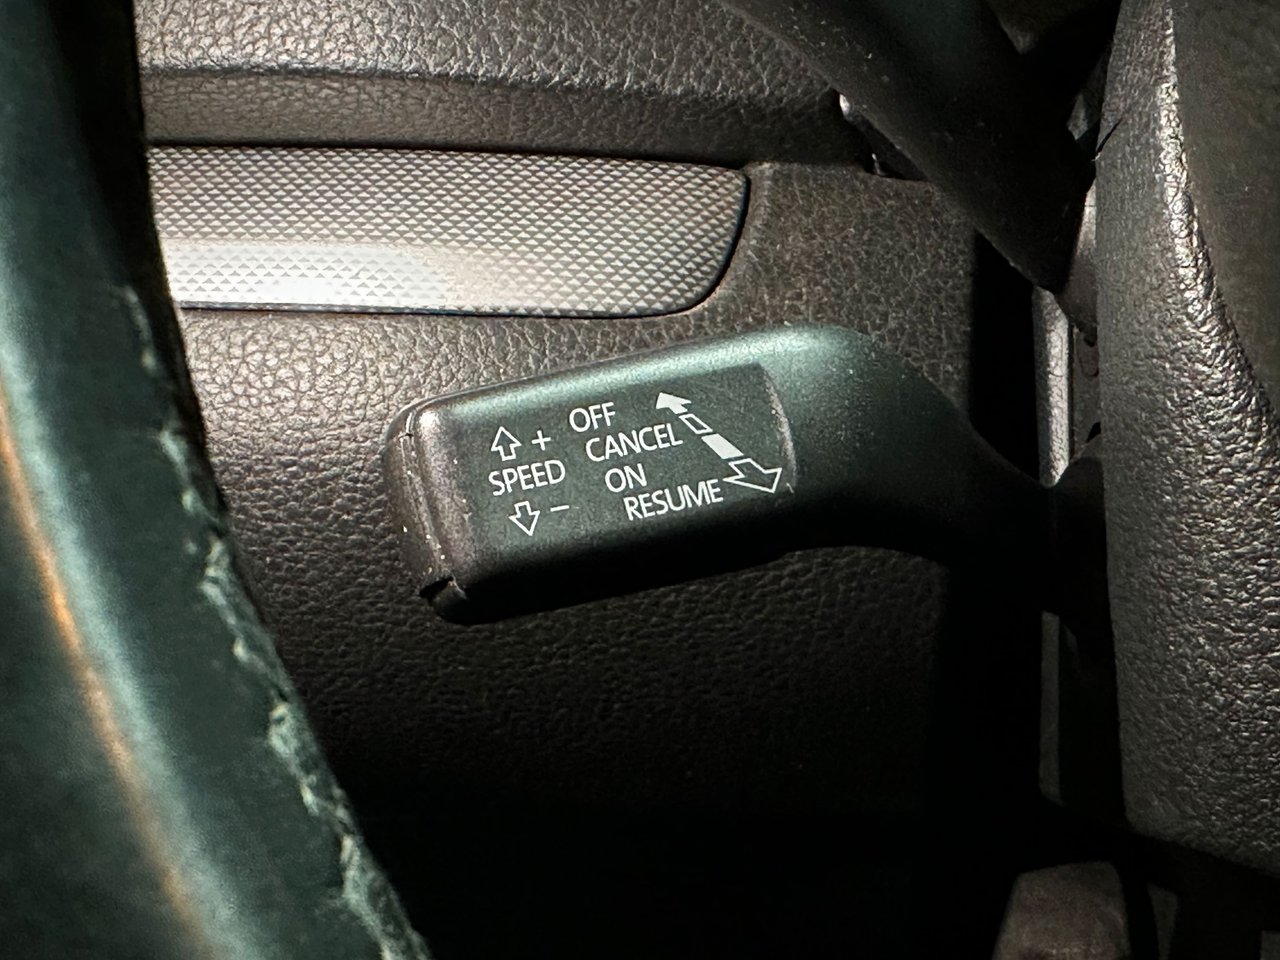 +
SPEED
−
OFF
CANCEL
ON
RESUME